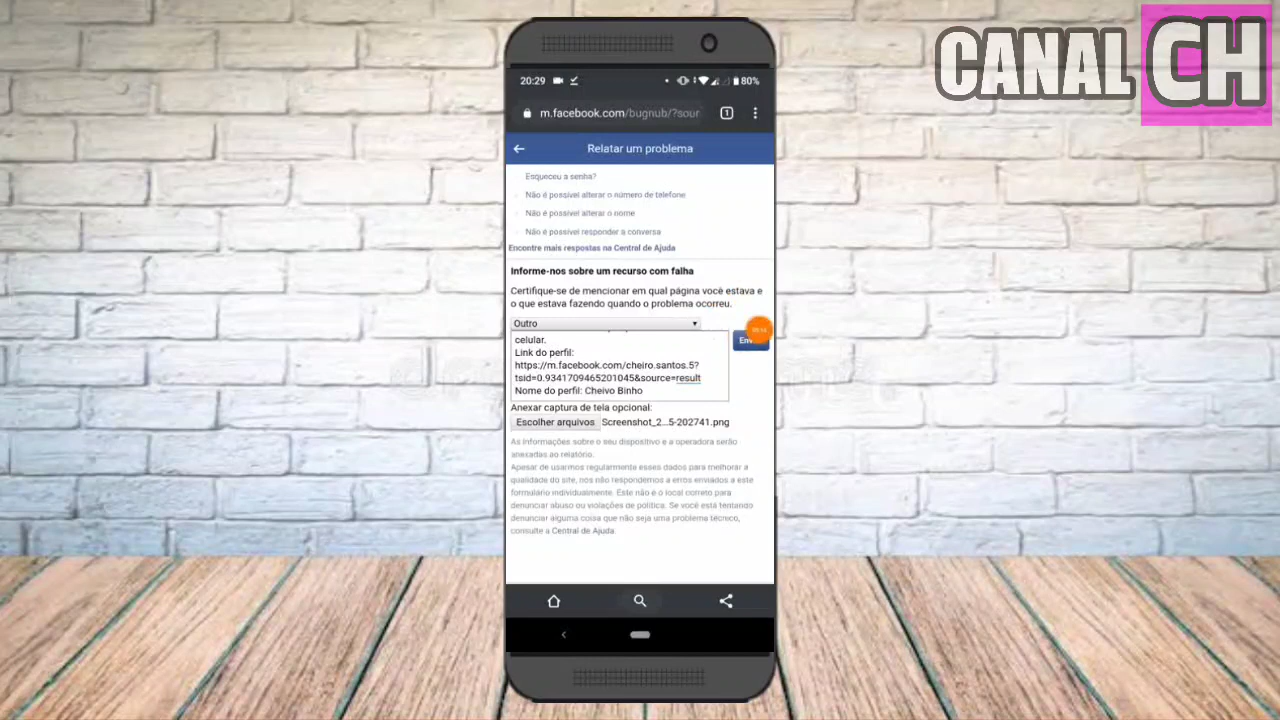 CANAL CH
20:29
80%
m.facebook.com/bugnub/?sour
1
Relatar um problema
Esqueceu a senha?
Não é possível alterar o número de telefone
Não é possível alterar o nome
Não é possível responder a conversa
Encontre mais respostas na Central de Ajuda
Informe-nos sobre um recurso com falha
Certifique-se de mencionar em qual página você estava e
o que estava fazendo quando o problema ocorreu.
Outro
celular.
Link do perfil:
https://m.facebook.com/cheiro.santos.5?
tsid=0.9341709465201045&source=result
Nome do perfil: Cheivo Binho
Anexar captura de tela opcional:
Escolher arquivos Screenshot_2...5-202741.png
As informações sobre o seu dispositivo e a operadora serão
anexadas ao relatório.
Apesar de usarmos regularmente esses dados para melhorar a
qualidade do site, nós não respondemos a erros enviados a este
formulário individualmente. Este não é o local correto para
denunciar abuso ou violações de política. Se você está tentando
denunciar alguma coisa que não seja uma problema técnico,
consulte a Central de Ajuda.